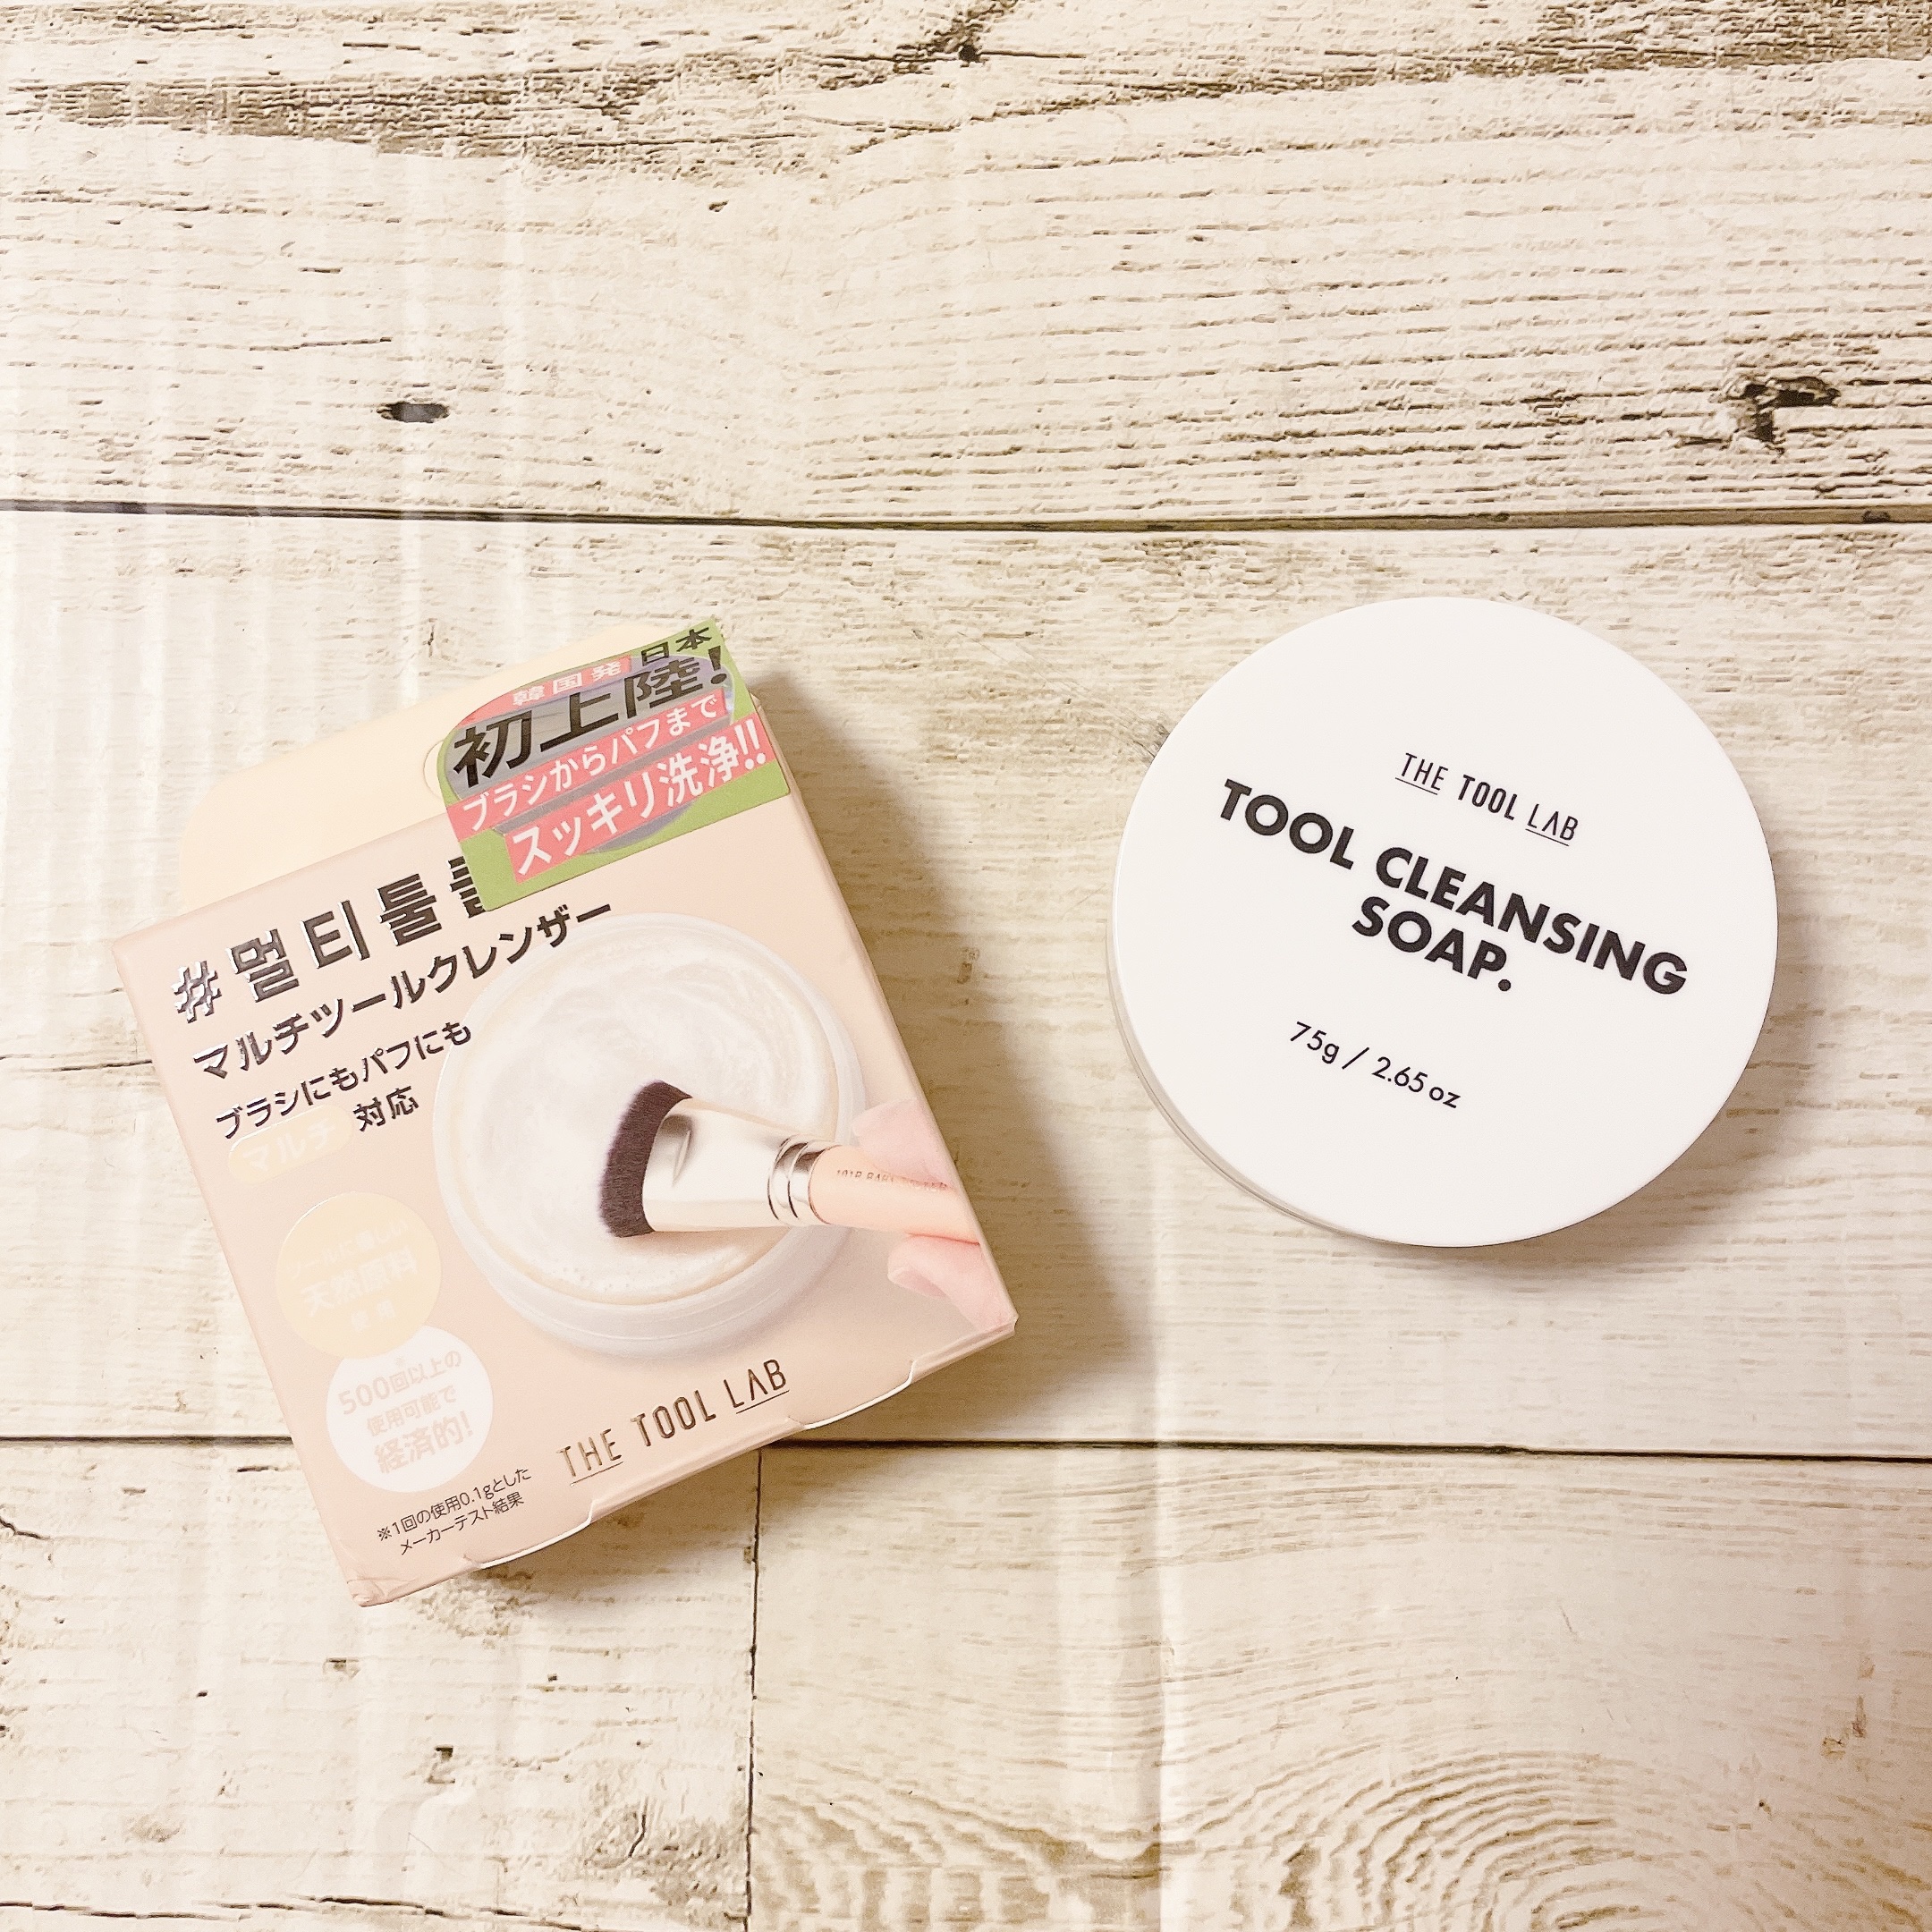 韓国発 日本
初上陸!
ブラシからパフまで
スッキリ洗浄!!
#멀티툴
マルチツールクレンザー
ブラシにもパフにも
対応
マルチ
天然原料
500回以上の
使用可能で
経済的!
THE TOOL LAB
※1回の使用0.1gとした
メーカーテスト結果
THE TOOL LAB
TOOL CLEANSING
SOAP.
75g / 2.65oz